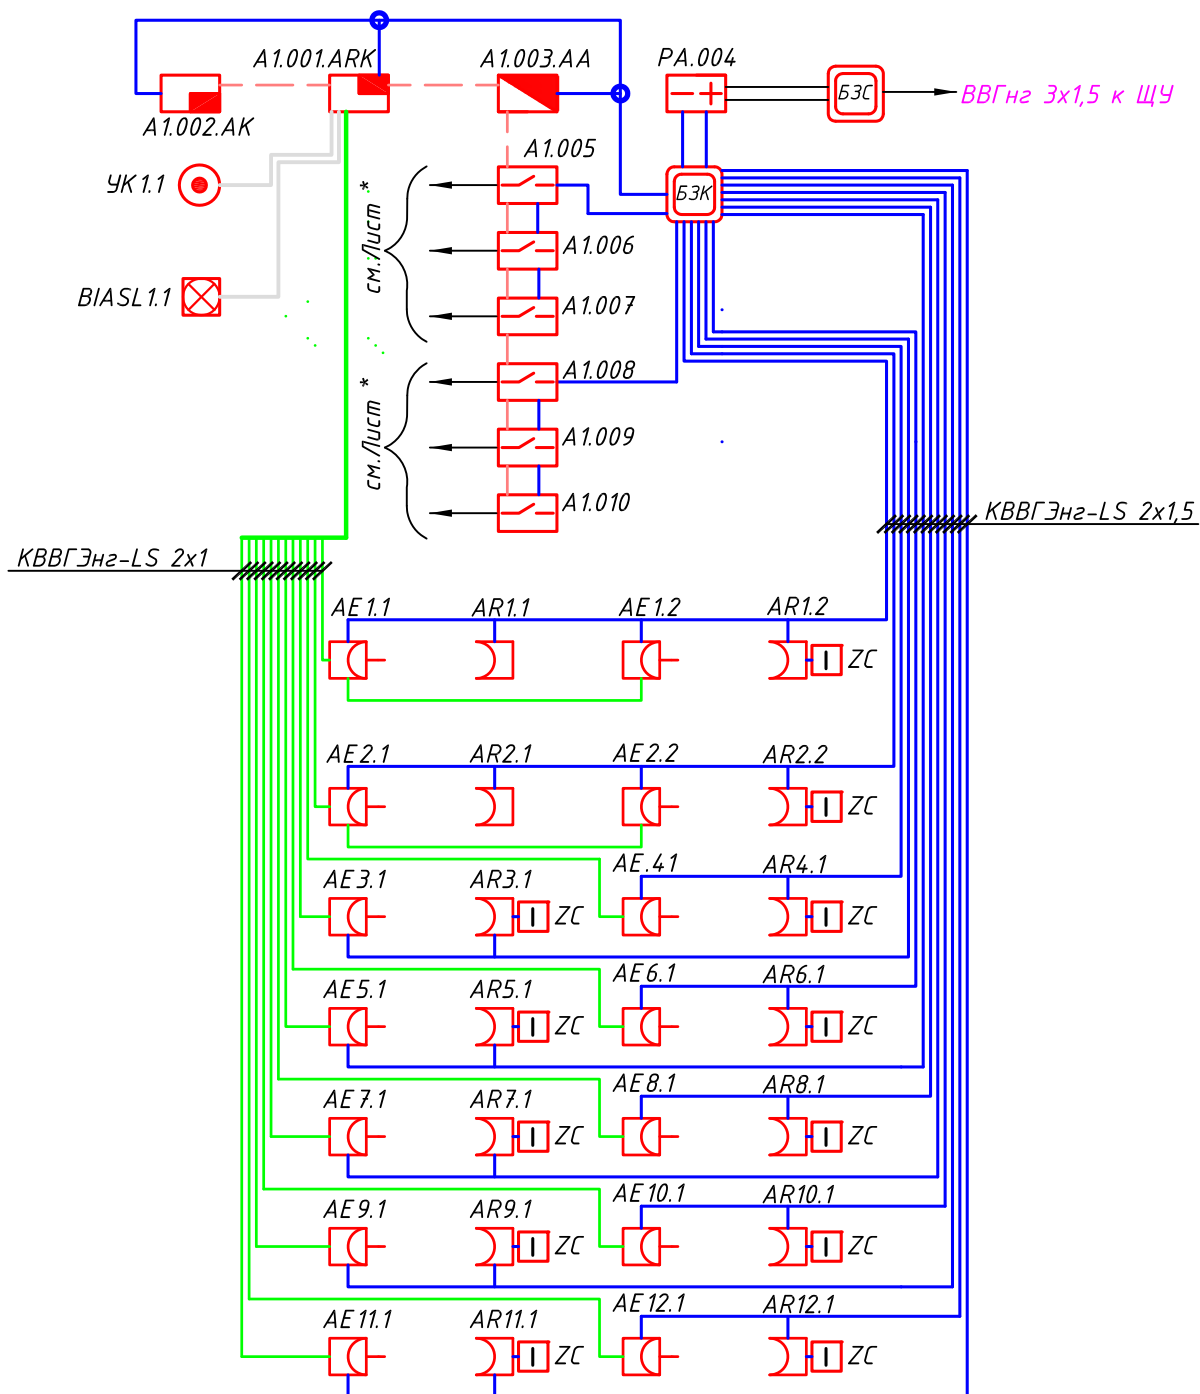 A1.001.ARK
A1.003.AA
PA.004
A1.002.AK
БЗС
ВВГнг 3х1,5 к ЩУ
A1.005
УК1.1
см.Лист *
БЗК
A1.006
BIASL1.1
A1.007
A1.008
см.Лист *
A1.009
A1.010
КВВГЭнг-LS 2х1,5
КВВГЭнг-LS 2х1
AE1.1 AR1.1 AE1.2 AR1.2
ZC
AE2.1 AR2.1 AE2.2 AR2.2
ZC
AE3.1 AR3.1 AE.41 AR4.1
ZC ZC
AE5.1 AR5.1 AE6.1 AR6.1
ZC ZC
AE7.1 AR7.1 AE8.1 AR8.1
ZC ZC
AE9.1 AR9.1 AE10.1 AR10.1
ZC ZC
AE11.1 AR11.1 AE12.1 AR12.1
ZC ZC